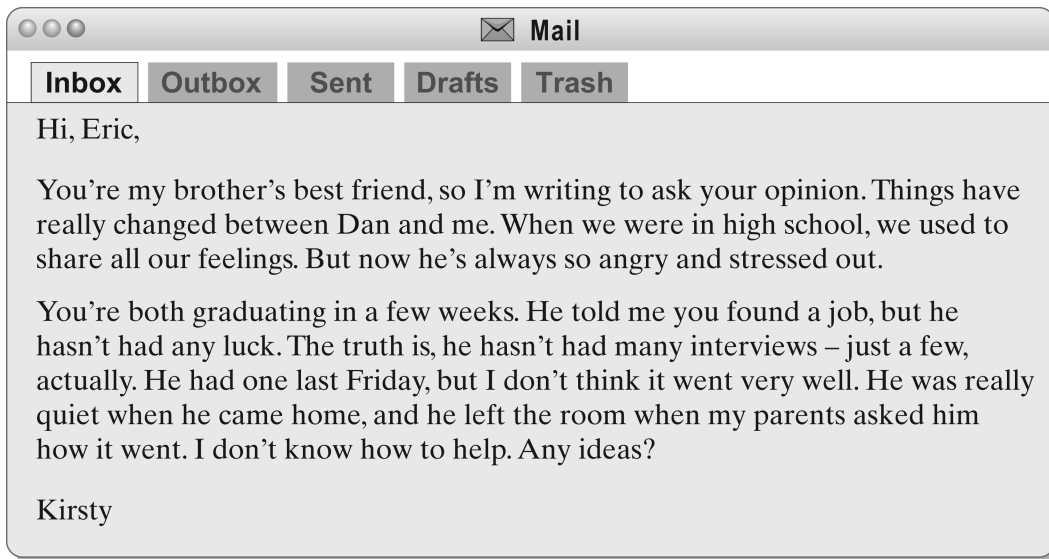 Mail
Inbox Outbox Sent Drafts Trash
Hi, Eric,
You’re my brother’s best friend, so I’m writing to ask your opinion. Things have
really changed between Dan and me. When we were in high school, we used to
share all our feelings. But now he’s always so angry and stressed out.
You’re both graduating in a few weeks. He told me you found a job, but he
hasn’t had any luck. The truth is, he hasn’t had many interviews – just a few,
actually. He had one last Friday, but I don’t think it went very well. He was really
quiet when he came home, and he left the room when my parents asked him
how it went. I don’t know how to help. Any ideas?
Kirsty